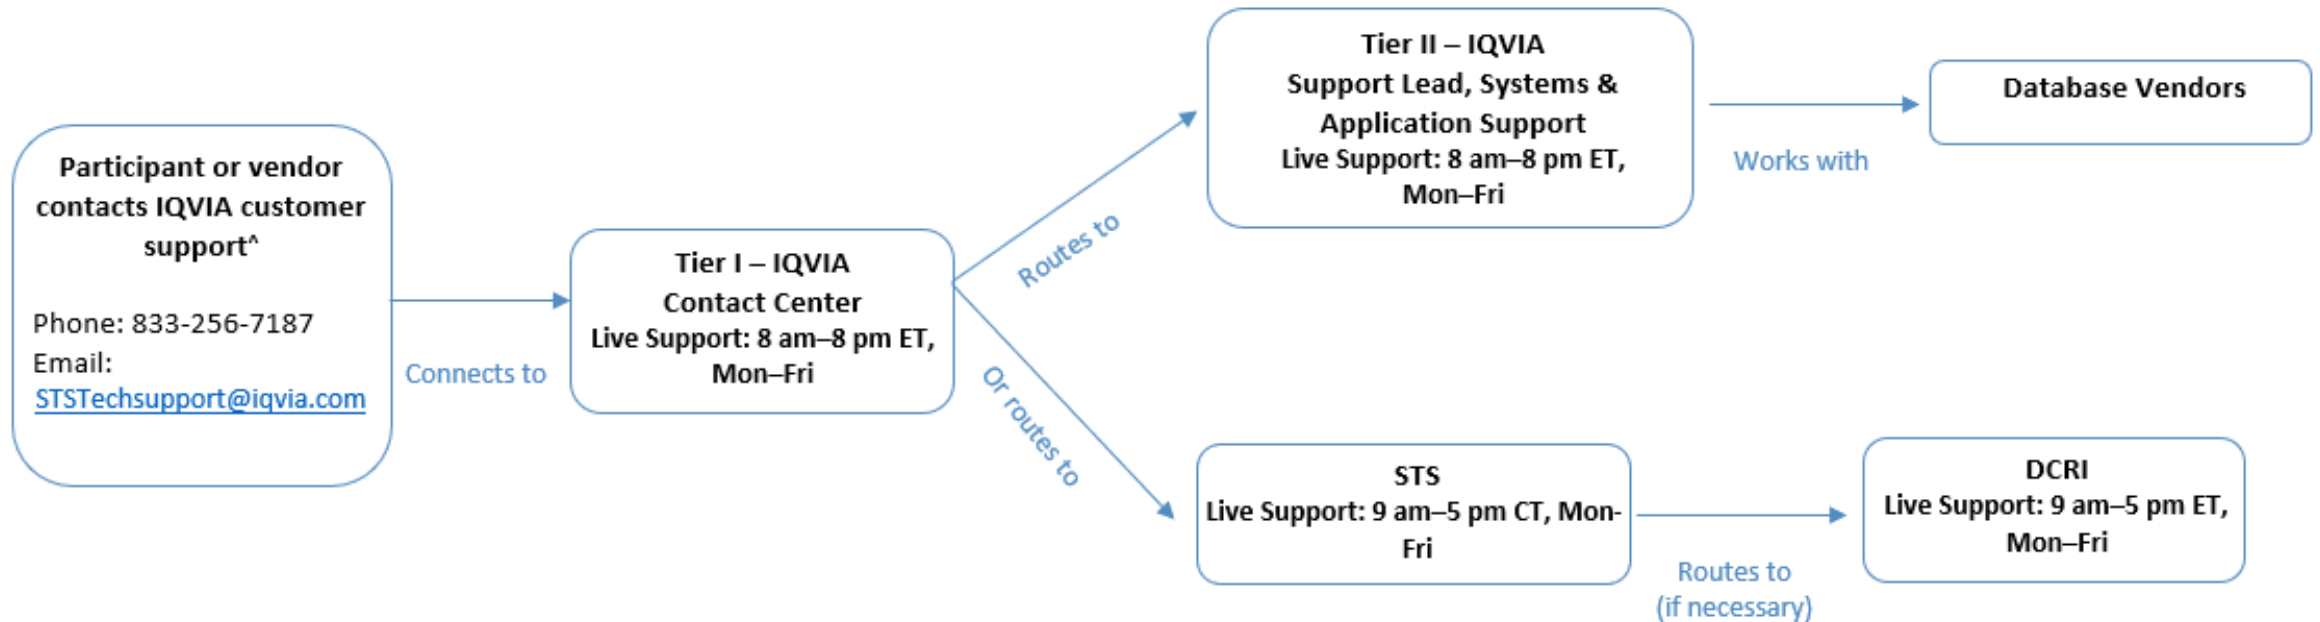 Participant or vendor
contacts IQVIA customer
support^
Phone: 833-256-7187
Email:
STSTechsupport@iqvia.com
Connects to
Tier I – IQVIA
Contact Center
Live Support: 8 am–8 pm ET,
Mon–Fri
Routes to
Tier II – IQVIA
Support Lead, Systems &
Application Support
Live Support: 8 am–8 pm ET,
Mon–Fri
Works with
Database Vendors
Or routes to
STS
Live Support: 9 am–5 pm CT, Mon-
Fri
Routes to
(if necessary)
DCRI
Live Support: 9 am–5 pm ET,
Mon–Fri